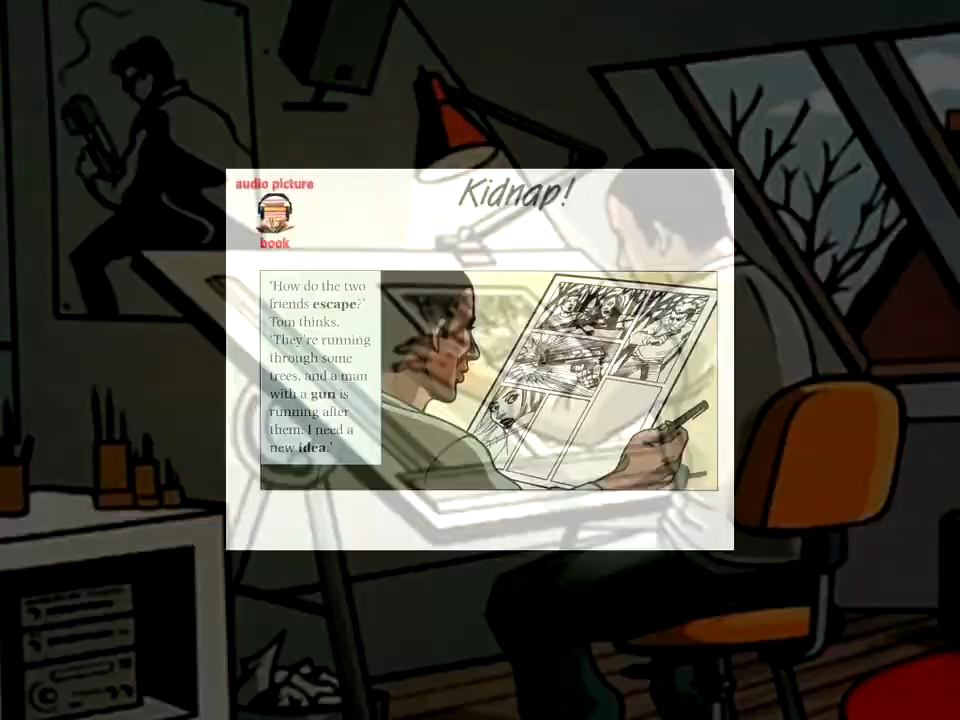 audio picture
book
Kidnap!
'How do the two
friends escape?'
Tom thinks.
'They're running
through some
trees, and a man
with a gun is
running after
them. I need a
new idea.'